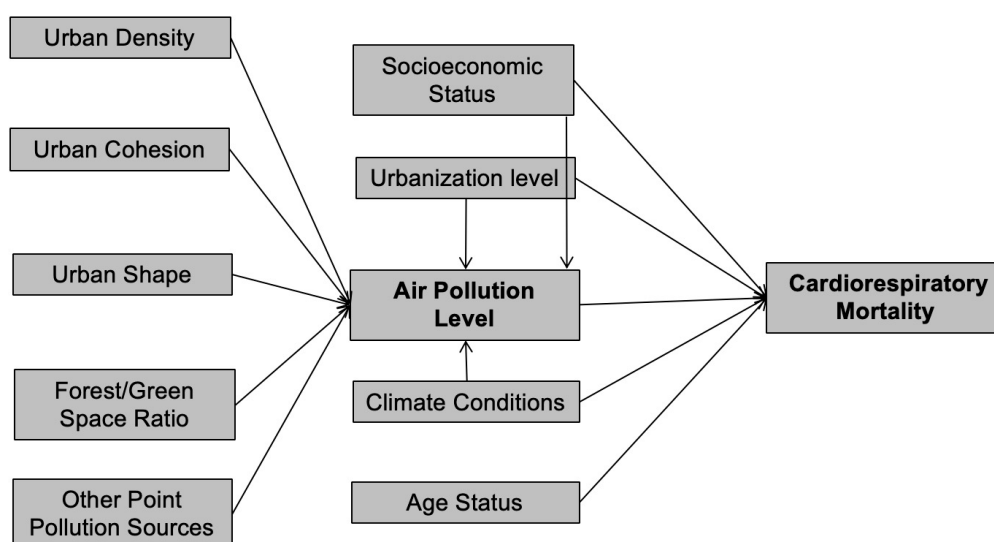 Urban Density
Urban Cohesion
Urban Shape
Forest/Green
Space Ratio
Other Point
Pollution Sources
Socioeconomic
Status
Urbanization level
Air Pollution
Level
Climate Conditions
Age Status
Cardiorespiratory
Mortality